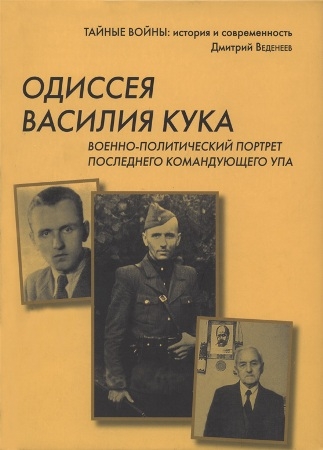 ТАЙНЫЕ ВОЙНЫ: история и современность
Дмитрий ВЕДЕНЕЕВ
ОДИССЕЯ
ВАСИЛИЯ КУКА
ВОЕННО-ПОЛИТИЧЕСКИЙ ПОРТРЕТ
ПОСЛЕДНЕГО КОМАНДУЮЩЕГО УПА